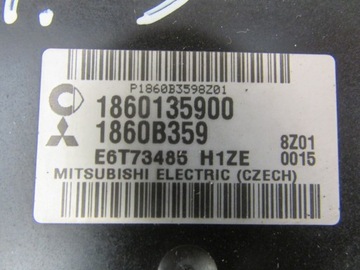 P1860B3598Z01
1860135900
1860B359 8Z01
E6T73485 H1ZE 0015
MITSUBISHI ELECTRIC (CZECH)